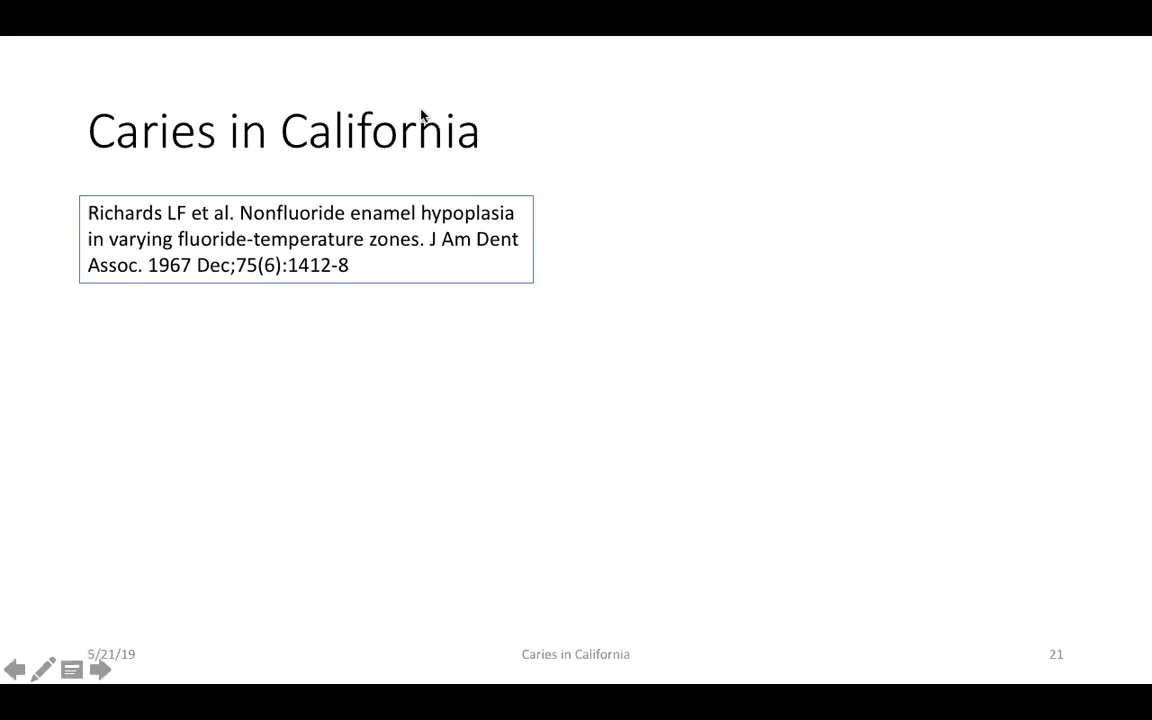 Caries in California
Richards LF et al. Nonfluoride enamel hypoplasia
in varying fluoride-temperature zones. J Am Dent
Assoc. 1967 Dec;75(6):1412-8
5/21/19
Caries in California
21